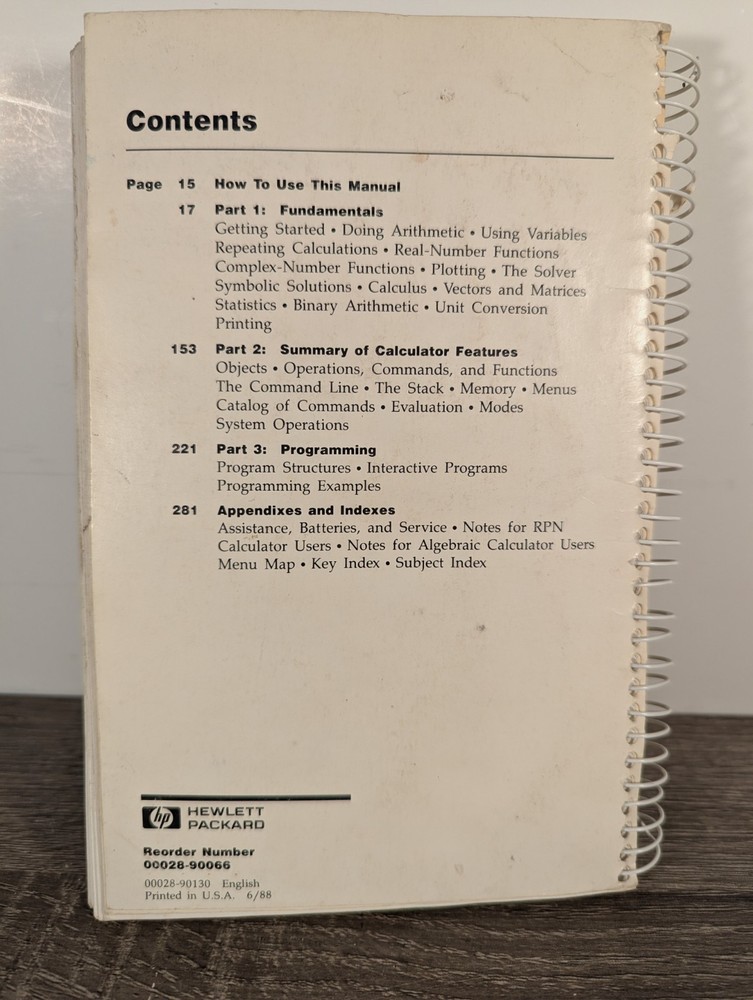 Contents
Page 15 How To Use This Manual
17 Part 1: Fundamentals
Getting Started • Doing Arithmetic • Using Variables
Repeating Calculations • Real-Number Functions
Complex-Number Functions • Plotting • The Solver
Symbolic Solutions • Calculus • Vectors and Matrices
Statistics • Binary Arithmetic • Unit Conversion
Printing
153 Part 2: Summary of Calculator Features
Objects • Operations, Commands, and Functions
The Command Line • The Stack • Memory • Menus
Catalog of Commands • Evaluation • Modes
System Operations
221 Part 3: Programming
Program Structures • Interactive Programs
Programming Examples
281 Appendixes and Indexes
Assistance, Batteries, and Service • Notes for RPN
Calculator Users • Notes for Algebraic Calculator Users
Menu Map • Key Index • Subject Index
hp HEWLETT
PACKARD
Reorder Number
00028-90066
00028-90130 English
Printed in U.S.A. 6/88